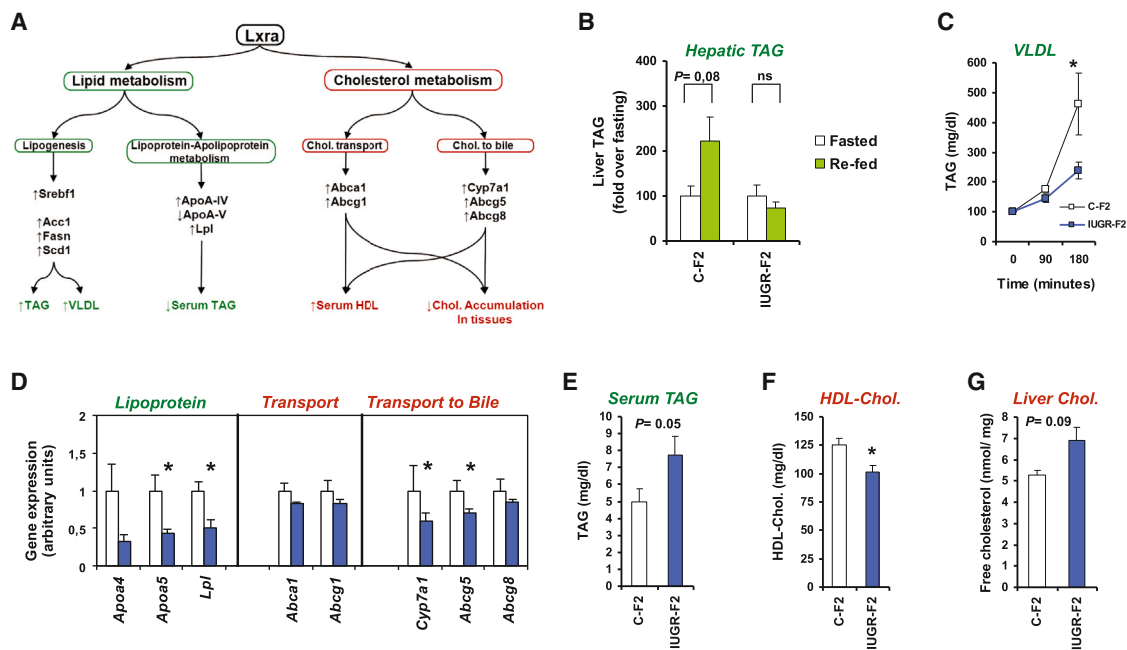 A
Lxra
Lipid metabolism
Cholesterol metabolism
Lipogenesis
Lipoprotein-Apolipoprotein
metabolism
Chol. transport
Chol. to bile
↑Srebf1
↑Acc1
↑Fasn
↑Scd1
↑ApoA-IV
↓ApoA-V
↑Lpl
↑Abca1
↑Abcg1
↑Cyp7a1
↑Abcg5
↑Abcg8
↑TAG
↑VLDL
↓Serum TAG
↑Serum HDL
↓Chol. Accumulation
In tissues
B
Hepatic TAG
Liver TAG
(fold over fasting)
400
300
200
100
0
P= 0,08
ns
Fasted
Re-fed
C-F2
IUGR-F2
C
VLDL
TAG (mg/dl)
600
500
400
300
200
100
0
*
C-F2
IUGR-F2
0 90 180
Time (minutes)
D
Lipoprotein
Transport
Transport to Bile
Gene expression
(arbitrary units)
2
1,5
1
0,5
0
* *
* *
Apoa4
Apoa5
Lpl
Abca1
Abcg1
Cyp7a1
Abcg5
Abcg8
E
Serum TAG
TAG (mg/dl)
10
9
8
7
6
5
4
3
2
1
0
P= 0.05
C-F2
IUGR-F2
F
HDL-Chol.
HDL-Chol. (mg/dl)
150
125
100
75
50
25
0
*
C-F2
IUGR-F2
G
Liver Chol.
Free cholesterol (nmol/ mg)
8
7
6
5
4
3
2
1
0
P= 0.09
C-F2
IUGR-F2